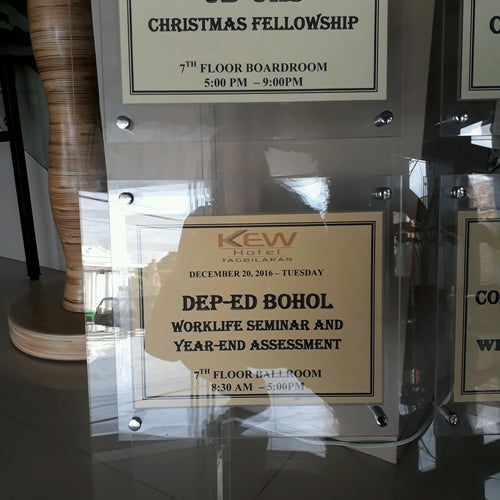 CHRISTMAS FELLOWSHIP
7TH FLOOR BOARDROOM
5:00 PM – 9:00PM
KEW
Hotel
TAGBILARAN
DECEMBER 20, 2016 – TUESDAY
DEP-ED BOHOL
WORKLIFE SEMINAR AND
YEAR-END ASSESSMENT
7TH FLOOR BALLROOM
8:30 AM – 5:00PM